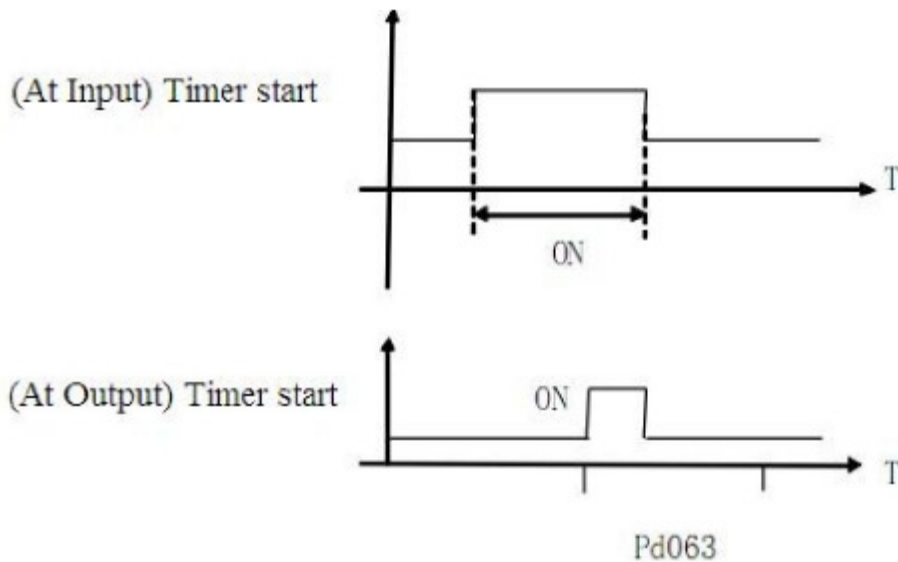 (At Input) Timer start
T
ON
(At Output) Timer start
ON
T
Pd063